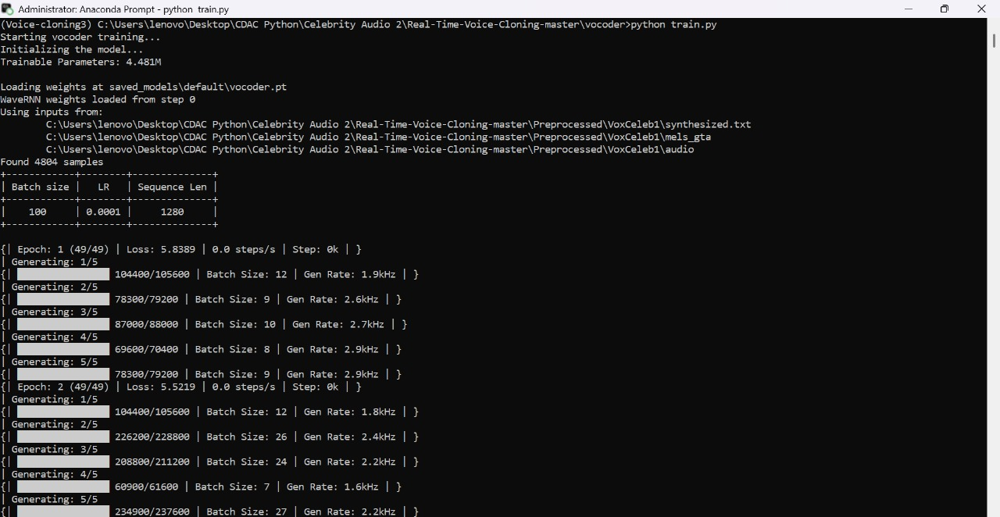 Administrator: Anaconda Prompt - python  train.py
(Voice-cloning3) C:\Users\lenovo\Desktop\CDAC Python\Celebrity Audio 2\Real-Time-Voice-Cloning-master\vocoder>python train.py
Starting vocoder training...
Initializing the model...
Trainable Parameters: 4.481M
Loading weights at saved_models\default\vocoder.pt
WaveRNN weights loaded from step 0
Using inputs from:
        C:\Users\lenovo\Desktop\CDAC Python\Celebrity Audio 2\Real-Time-Voice-Cloning-master\Preprocessed\VoxCeleb1\synthesized.txt
        C:\Users\lenovo\Desktop\CDAC Python\Celebrity Audio 2\Real-Time-Voice-Cloning-master\Preprocessed\VoxCeleb1\mels_gta
        C:\Users\lenovo\Desktop\CDAC Python\Celebrity Audio 2\Real-Time-Voice-Cloning-master\Preprocessed\VoxCeleb1\audio
Found 4804 samples
+------------+--------+--------------+
| Batch size |   LR   | Sequence Len |
+------------+--------+--------------+
|    100     | 0.0001 |     1280     |
+------------+--------+--------------+
{| Epoch: 1 (49/49) | Loss: 5.8389 | 0.0 steps/s | Step: 0k | }
| Generating: 1/5
{| ████████████████ 104400/105600 | Batch Size: 12 | Gen Rate: 1.9kHz | }
| Generating: 2/5
{| ████████████████ 78300/79200 | Batch Size: 9 | Gen Rate: 2.6kHz | }
| Generating: 3/5
{| ████████████████ 87000/88000 | Batch Size: 10 | Gen Rate: 2.7kHz | }
| Generating: 4/5
{| ████████████████ 69600/70400 | Batch Size: 8 | Gen Rate: 2.9kHz | }
| Generating: 5/5
{| ████████████████ 78300/79200 | Batch Size: 9 | Gen Rate: 2.9kHz | }
{| Epoch: 2 (49/49) | Loss: 5.5219 | 0.0 steps/s | Step: 0k | }
| Generating: 1/5
{| ████████████████ 104400/105600 | Batch Size: 12 | Gen Rate: 1.8kHz | }
| Generating: 2/5
{| ████████████████ 226200/228800 | Batch Size: 26 | Gen Rate: 2.4kHz | }
| Generating: 3/5
{| ████████████████ 208800/211200 | Batch Size: 24 | Gen Rate: 2.2kHz | }
| Generating: 4/5
{| ████████████████ 60900/61600 | Batch Size: 7 | Gen Rate: 1.6kHz | }
| Generating: 5/5
{| ████████████████ 234900/237600 | Batch Size: 27 | Gen Rate: 2.2kHz | }